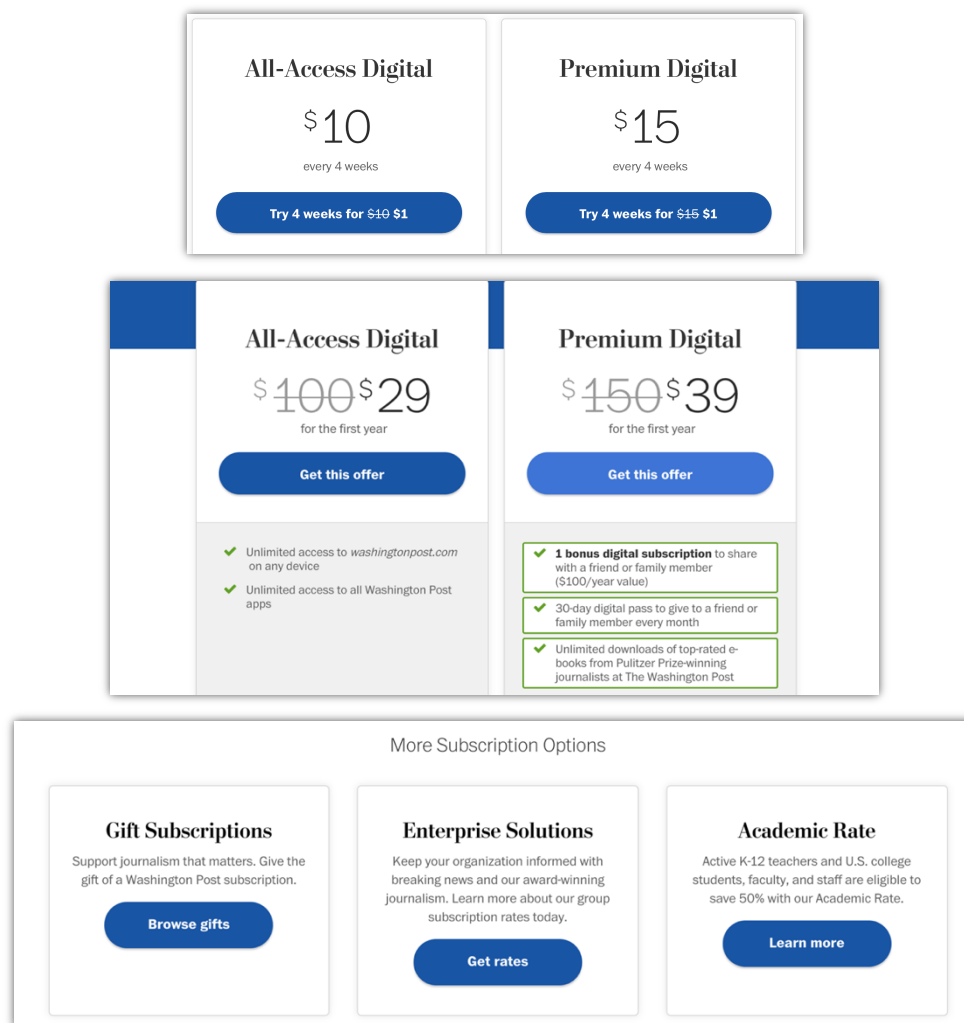 All-Access Digital
$10
every 4 weeks
Try 4 weeks for $10 $1
Premium Digital
$15
every 4 weeks
Try 4 weeks for $15 $1
All-Access Digital
$100 $29
for the first year
Get this offer
Unlimited access to washingtonpost.com
on any device
Unlimited access to all Washington Post
apps
Premium Digital
$150 $39
for the first year
Get this offer
1 bonus digital subscription to share
with a friend or family member
($100/year value)
30-day digital pass to give to a friend or
family member every month
Unlimited downloads of top-rated e-
books from Pulitzer Prize-winning
journalists at The Washington Post
More Subscription Options
Gift Subscriptions
Support journalism that matters. Give the
gift of a Washington Post subscription.
Browse gifts
Enterprise Solutions
Keep your organization informed with
breaking news and our award-winning
journalism. Learn more about our group
subscription rates today.
Get rates
Academic Rate
Active K-12 teachers and U.S. college
students, faculty, and staff are eligible to
save 50% with our Academic Rate.
Learn more